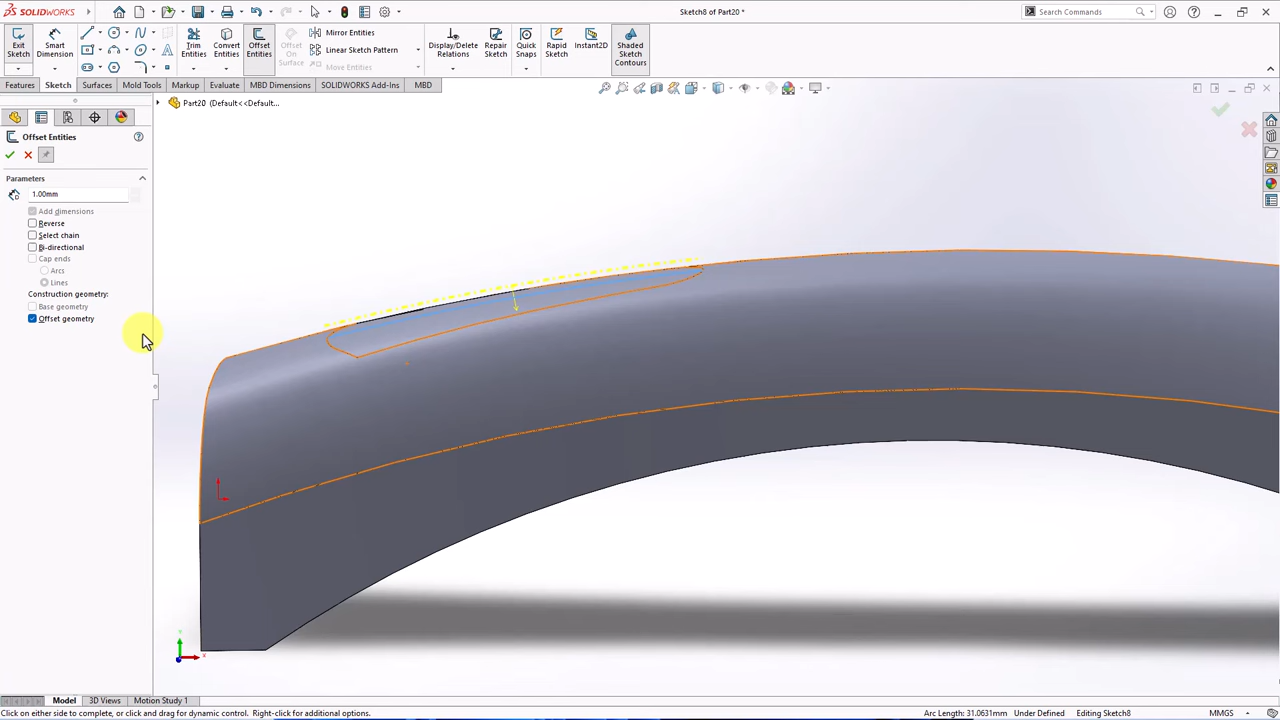 SOLIDWORKS
Sketch8 of Part20 *
Search Commands
Exit Sketch
Smart Dimension
Trim Entities
Convert Entities
Offset Entities
Offset On Surface
Mirror Entities
Linear Sketch Pattern
Move Entities
Display/Delete Relations
Repair Sketch
Quick Snaps
Rapid Sketch
Instant2D
Shaded Sketch Contours
Features
Sketch
Surfaces
Mold Tools
Markup
Evaluate
MBD Dimensions
SOLIDWORKS Add-Ins
MBD
Part20 (Default<<Default...
Offset Entities
Parameters
1.00mm
Add dimensions
Reverse
Select chain
Bi-directional
Cap ends
Arcs
Lines
Construction geometry:
Base geometry
Offset geometry
Y
X
Model
3D Views
Motion Study 1
Click on either side to complete, or click and drag for dynamic control. Right-click for additional options.
Arc Length: 31.0631mm
Under Defined
Editing Sketch8
MMGS